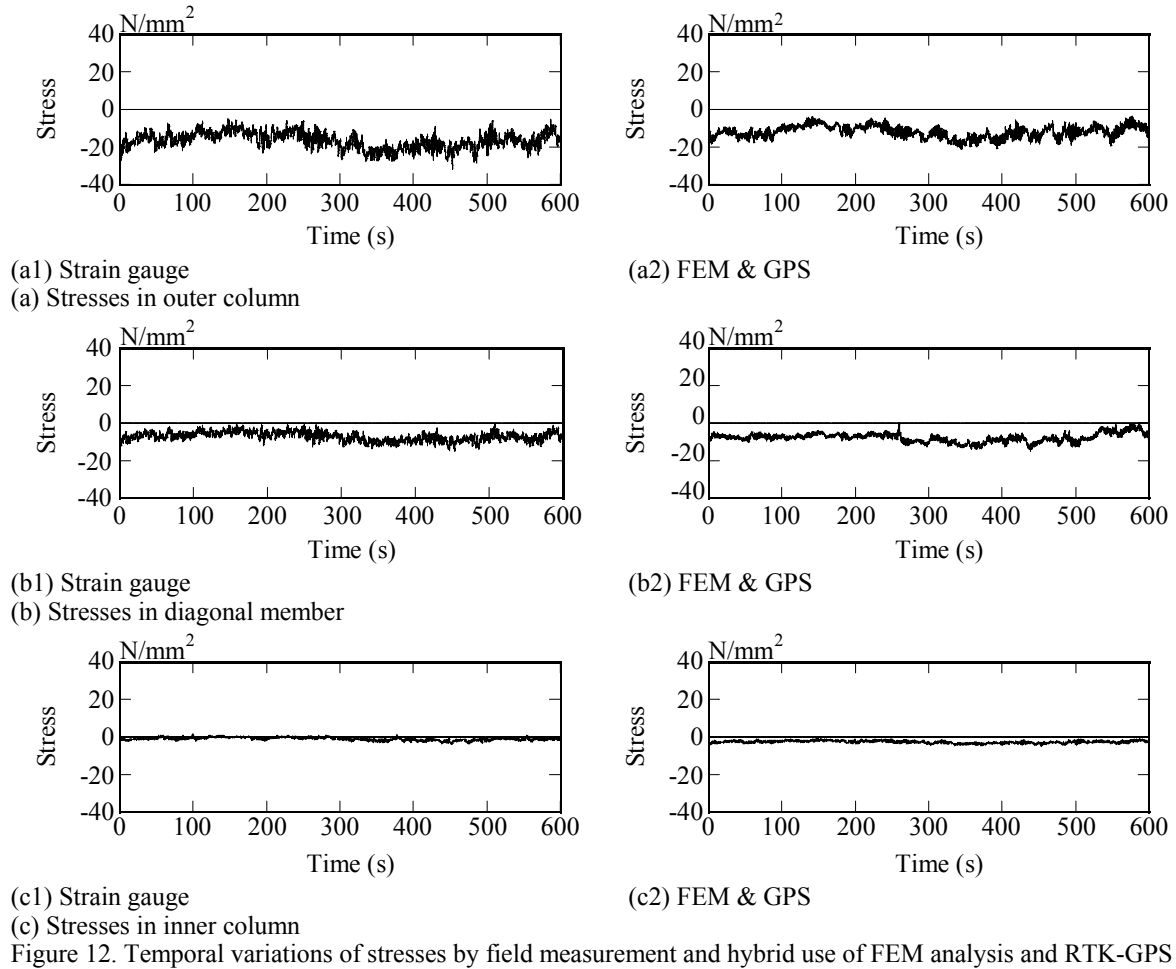 N/mm2 N/mm2
40 40
20 20
0 0
-20 -20
-40 -40
Stress Stress
0 100 200 300 400 500 600 0 100 200 300 400 500 600
Time (s) Time (s)
(a1) Strain gauge (a2) FEM & GPS
(a) Stresses in outer column
N/mm2 N/mm2
40 40
20 20
0 0
-20 -20
-40 -40
Stress Stress
0 100 200 300 400 500 600 0 100 200 300 400 500 600
Time (s) Time (s)
(b1) Strain gauge (b2) FEM & GPS
(b) Stresses in diagonal member
N/mm2 N/mm2
40 40
20 20
0 0
-20 -20
-40 -40
Stress Stress
0 100 200 300 400 500 600 0 100 200 300 400 500 600
Time (s) Time (s)
(c1) Strain gauge (c2) FEM & GPS
(c) Stresses in inner column
Figure 12. Temporal variations of stresses by field measurement and hybrid use of FEM analysis and RTK-GPS